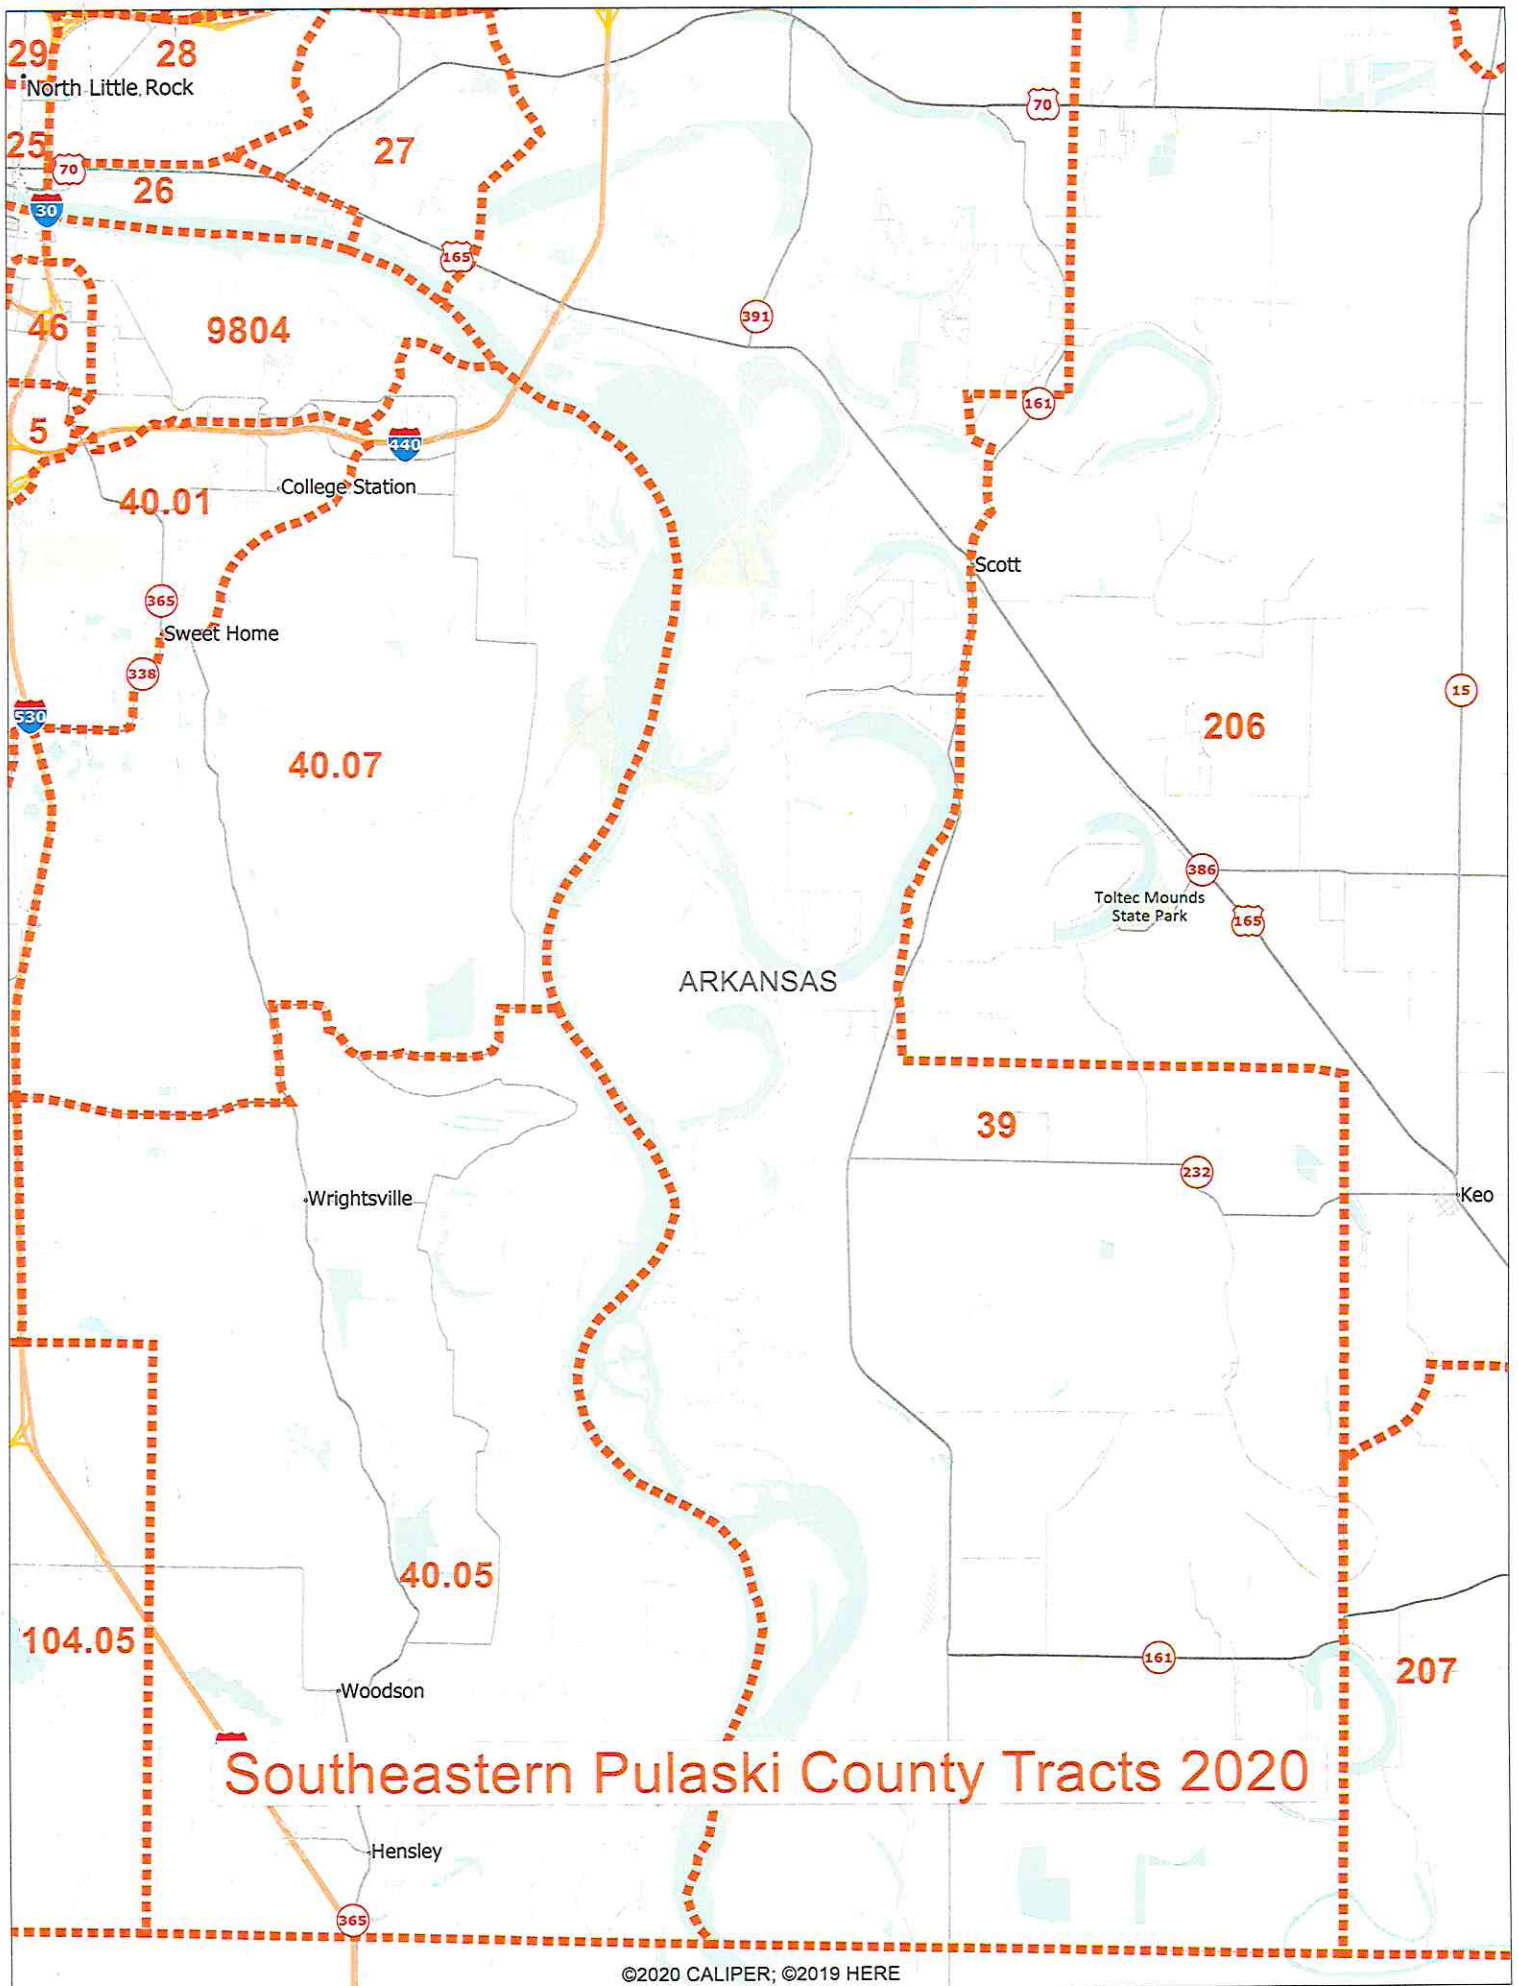 29
28
North Little Rock
70
27
25
70
26
30
165
391
46
9804
161
5
440
College Station
40.01
Scott
365
Sweet Home
338
15
530
206
40.07
386
Toltec Mounds
State Park
165
ARKANSAS
39
232
Keo
Wrightsville
40.05
104.05
161
207
Woodson
Southeastern Pulaski County Tracts 2020
Hensley
365
©2020 CALIPER; ©2019 HERE